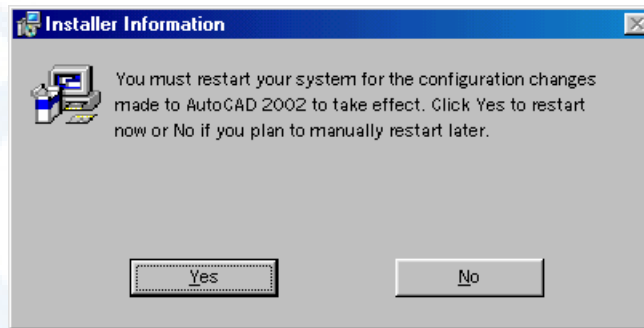 Installer Information
You must restart your system for the configuration changes
made to AutoCAD 2002 to take effect. Click Yes to restart
now or No if you plan to manually restart later.
Yes
No